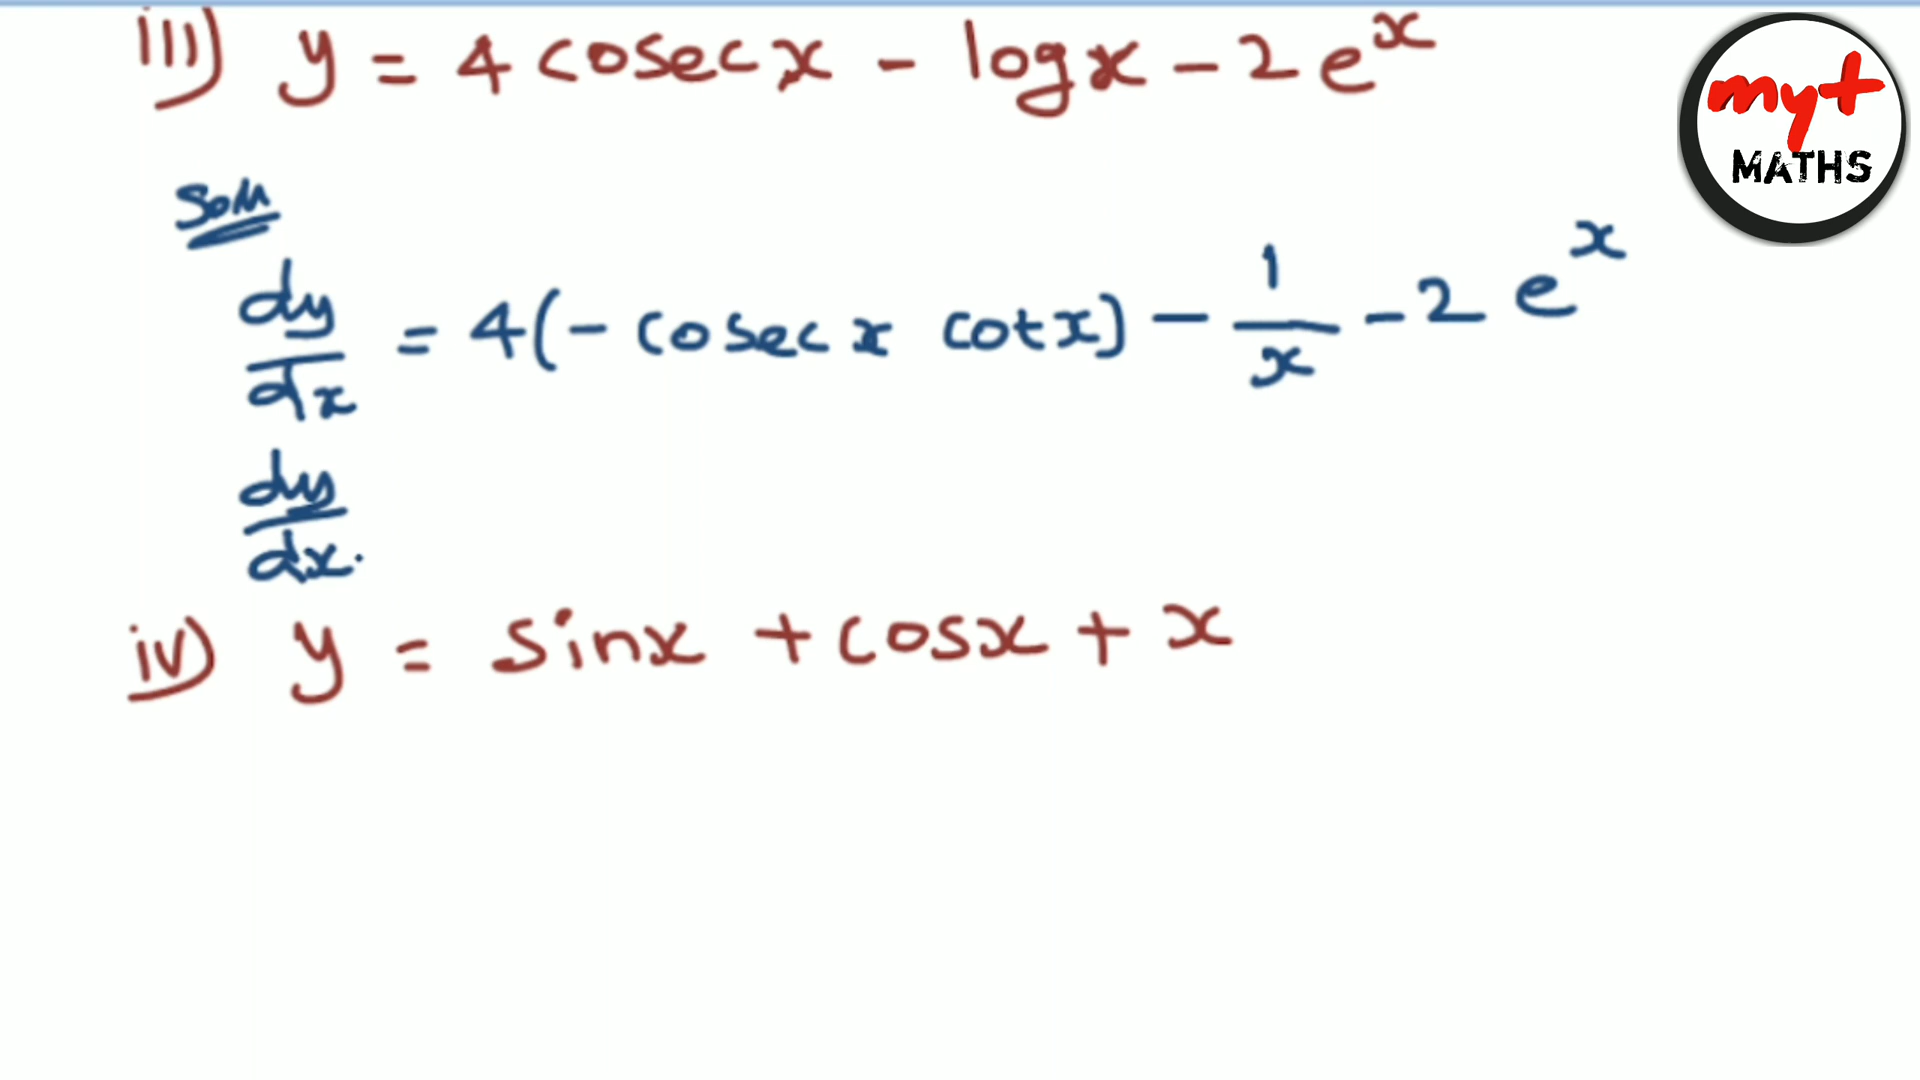 iii) y = 4 cosec x - log x - 2 e^x
my+
MATHS
Soln
dy/dx = 4(- cosec x cot x) - 1/x - 2 e^x
dy/dx
iv) y = sin x + cos x + x